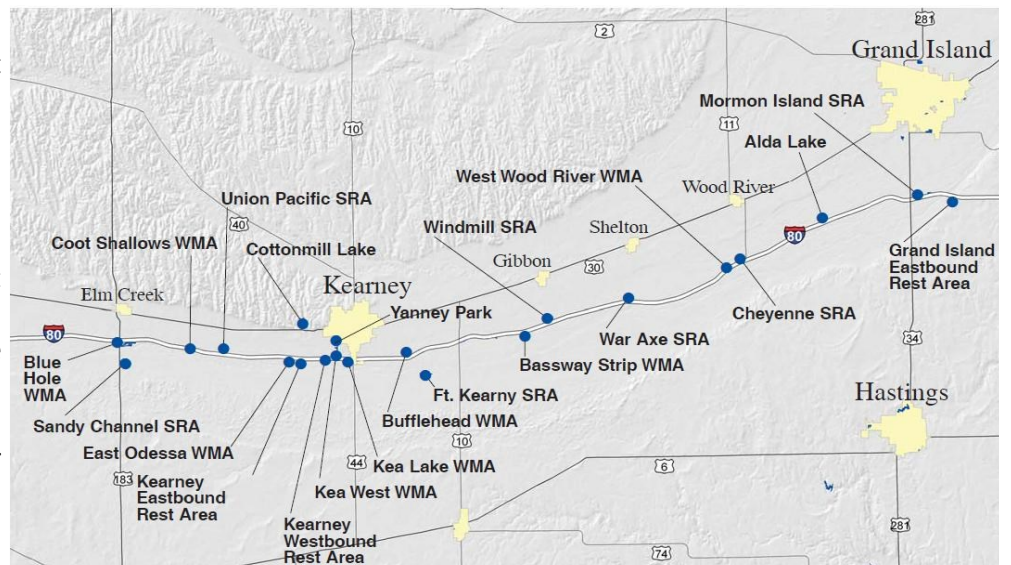 281
2
Grand Island
Mormon Island SRA
10
11
Alda Lake
West Wood River WMA
Wood River
Union Pacific SRA
40
Windmill SRA
Shelton
80
Coot Shallows WMA
Cottonmill Lake
Gibbon
30
Grand Island
Eastbound
Rest Area
Elm Creek
Kearney
Yanney Park
Cheyenne SRA
80
War Axe SRA
34
Blue
Hole
WMA
Bassway Strip WMA
Ft. Kearny SRA
Hastings
Sandy Channel SRA
Bufflehead WMA
East Odessa WMA
10
44
Kea Lake WMA
6
183
Kearney
Eastbound
Rest Area
Kea West WMA
Kearney
Westbound
Rest Area
281
74